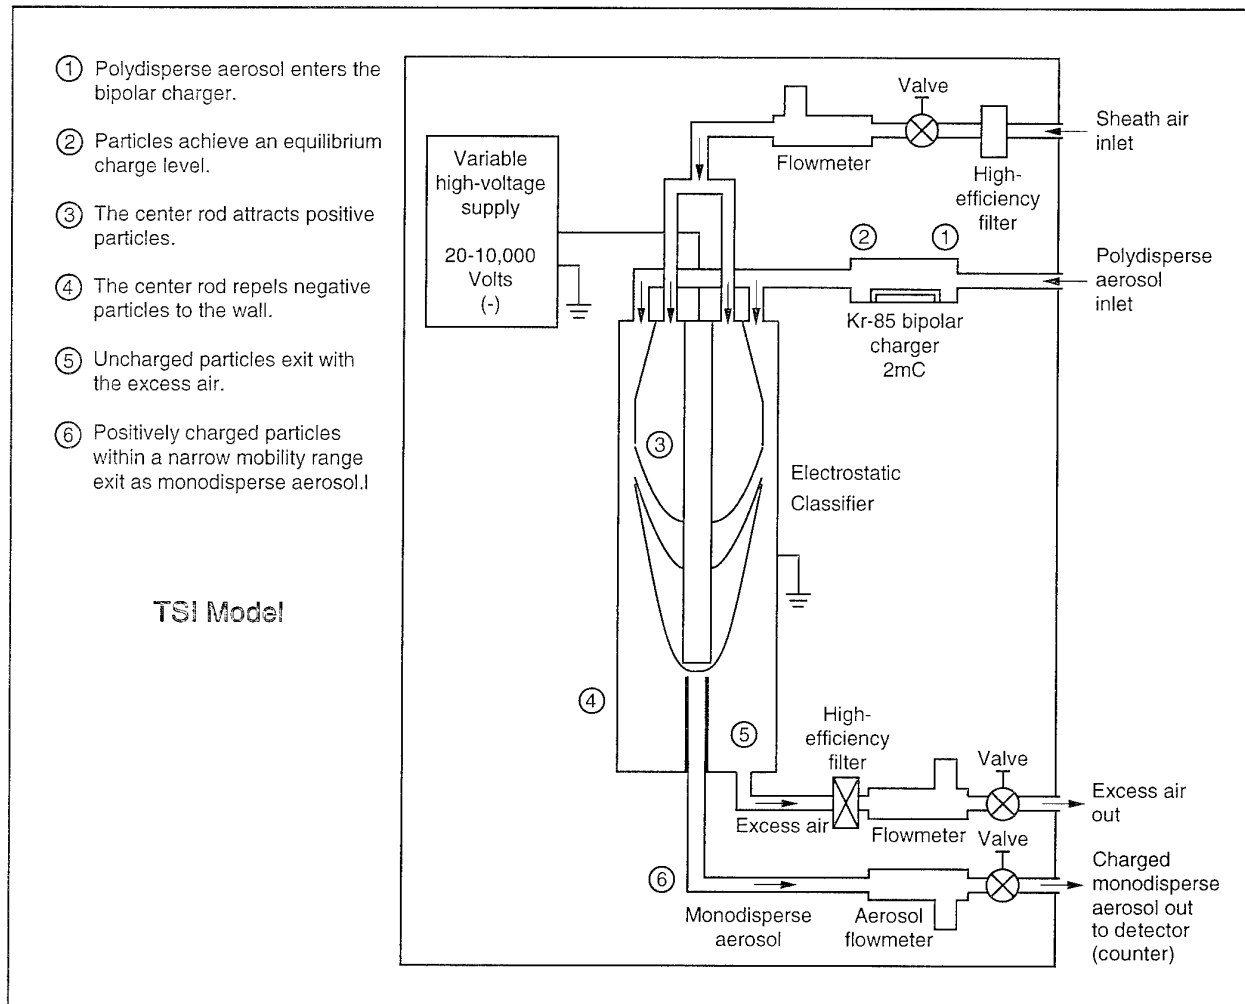 ① Polydisperse aerosol enters the
bipolar charger.
② Particles achieve an equilibrium
charge level.
③ The center rod attracts positive
particles.
④ The center rod repels negative
particles to the wall.
⑤ Uncharged particles exit with
the excess air.
⑥ Positively charged particles
within a narrow mobility range
exit as monodisperse aerosol.l
TSI Model
Variable
high-voltage
supply
20-10,000
Volts
(-)
Valve
Flowmeter
High-
efficiency
filter
Sheath air
inlet
②
①
Polydisperse
aerosol
inlet
Kr-85 bipolar
charger
2mC
③
Electrostatic
Classifier
④
⑤
High-
efficiency
filter
Valve
Excess air
Flowmeter
Excess air
out
Valve
⑥
Monodisperse
aerosol
Aerosol
flowmeter
Charged
monodisperse
aerosol out
to detector
(counter)